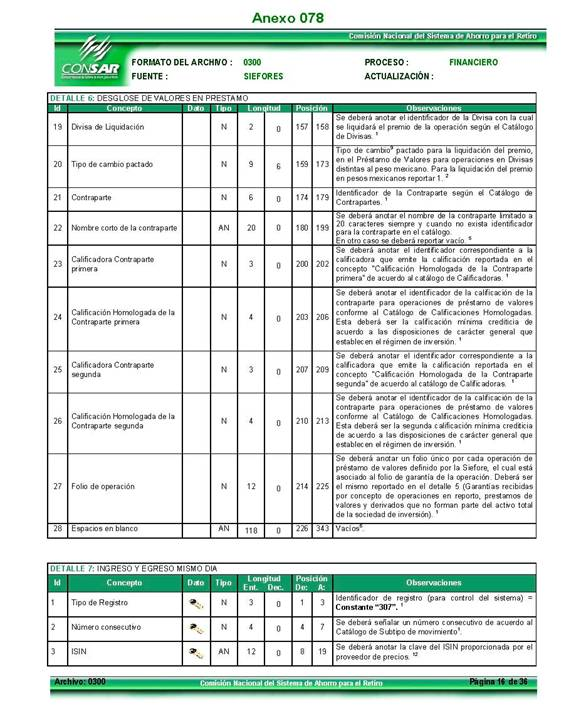 Anexo 078
Comisión Nacional del Sistema de Ahorro para el Retiro
CONSAR
FORMATO DEL ARCHIVO : 0300 PROCESO : FINANCIERO
FUENTE : SIEFORES ACTUALIZACIÓN :
DETALLE 6: DESGLOSE DE VALORES EN PRESTAMO
Id Concepto Dato Tipo Longitud Posición Observaciones
19 Divisa de Liquidación N 2 0 157 158 Se deberá anotar el identificador de la Divisa con la cual
se liquidará el premio de la operación según el Catálogo
de Divisas. 1
20 Tipo de cambio pactado N 9 6 159 173 Tipo de cambio9 pactado para la liquidación del premio,
en el Préstamo de Valores para operaciones en Divisas
distintas al peso mexicano. Para la liquidación del premio
en pesos mexicanos reportar 1. 2
21 Contraparte N 6 0 174 179 Identificador de la Contraparte según el Catálogo de
Contrapartes. 1
22 Nombre corto de la contraparte AN 20 0 180 199 Se deberá anotar el nombre de la contraparte limitado a
20 caracteres siempre y cuando no exista identificador
para la contraparte en el catálogo.
En otro caso se deberá reportar vacío. 5
23 Calificadora Contraparte
primera N 3 0 200 202 Se deberá anotar el identificador correspondiente a la
calificadora que emite la calificación reportada en el
concepto "Calificación Homologada de la Contraparte
primera" de acuerdo al catálogo de Calificadoras. 1
24 Calificación Homologada de la
Contraparte primera N 4 0 203 206 Se deberá anotar el identificador de la calificación de la
contraparte para operaciones de préstamo de valores
conforme al Catálogo de Calificaciones Homologadas.
Esta deberá ser la calificación mínima crediticia de
acuerdo a las disposiciones de carácter general que
establecen el régimen de inversión. 1
25 Calificadora Contraparte
segunda N 3 0 207 209 Se deberá anotar el identificador correspondiente a la
calificadora que emite la calificación reportada en el
concepto "Calificación Homologada de la Contraparte
segunda" de acuerdo al catálogo de Calificadoras. 1
26 Calificación Homologada de la
Contraparte segunda N 4 0 210 213 Se deberá anotar el identificador de la calificación de la
contraparte para operaciones de préstamo de valores
conforme al Catálogo de Calificaciones Homologadas.
Esta deberá ser la segunda calificación mínima crediticia
de acuerdo a las disposiciones de carácter general que
establecen el régimen de inversión. 1
27 Folio de operación N 12 0 214 225 Se deberá anotar un folio único por cada operación de
préstamo de valores definido por la Siefore, el cual está
asociado al folio de garantía de la operación. Deberá ser
el mismo reportado en el detalle 5 (Garantías recibidas
por concepto de operaciones en reporto, prestamos de
valores y derivados que no forman parte del activo total
de la sociedad de inversión). 1
28 Espacios en blanco AN 118 0 226 343 Vacíos6.
DETALLE 7: INGRESO Y EGRESO MISMO DIA
Id Concepto Dato Tipo Longitud Posición Observaciones
Ent. Dec. De: A:
1 Tipo de Registro N 3 0 1 3 Identificador de registro (para control del sistema) =
Constante “307”. 1
2 Número consecutivo N 4 0 4 7 Se deberá señalar un número consecutivo de acuerdo al
Catálogo de Subtipo de movimiento1.
3 ISIN AN 12 0 8 19 Se deberá anotar la clave del ISIN proporcionada por el
proveedor de precios. 12
Archivo: 0300 Comisión Nacional del Sistema de Ahorro para el Retiro Página 16 de 36